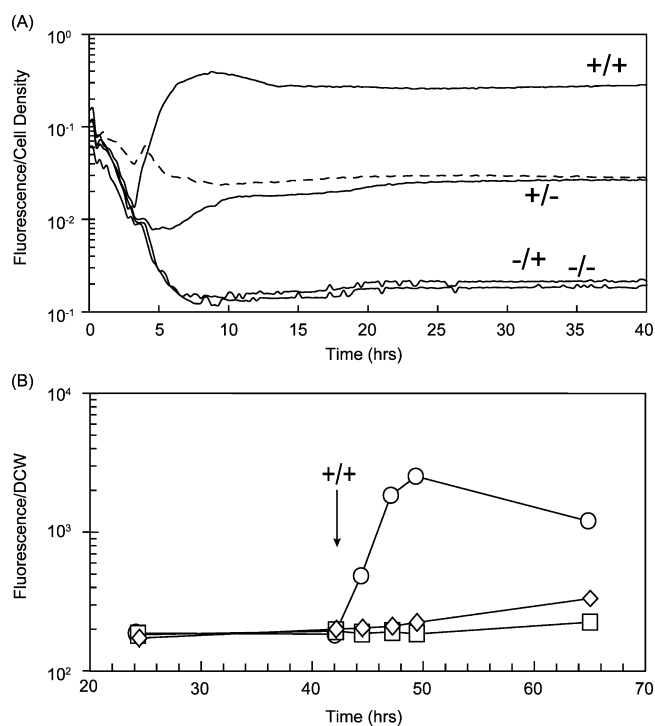 (A)
10⁰
10⁻¹
10⁻²
10⁻¹
Fluorescence/Cell Density
+/+
+/-
-/+ -/-
0 5 10 15 20 25 30 35 40
Time (hrs)
(B)
10⁴
10³
10²
Fluorescence/DCW
+/+
20 30 40 50 60 70
Time (hrs)